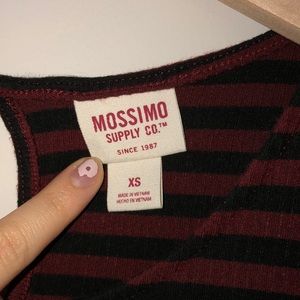 MOSSIMO
SUPPLY CO.™
SINCE 1987
XS
MADE IN VIETNAM
HECHO EN VIETNAM